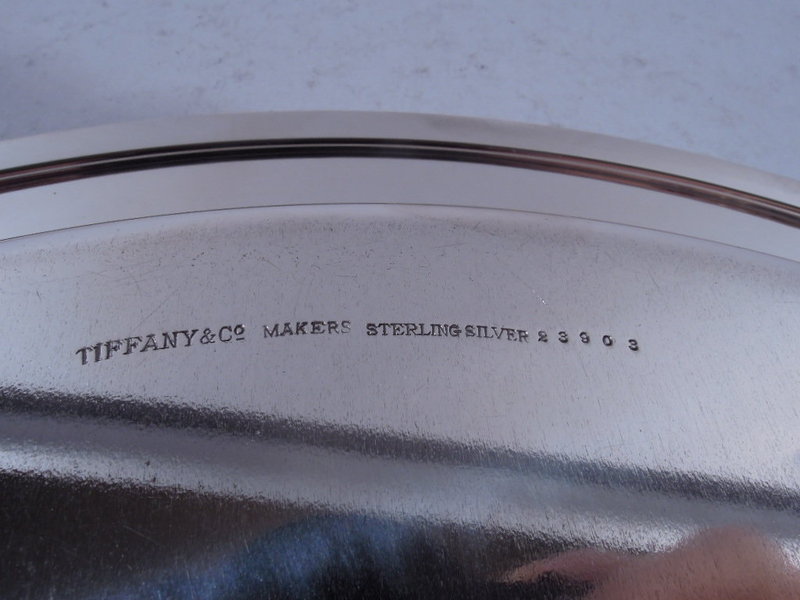 TIFFANY & Cº MAKERS STERLING SILVER 23903